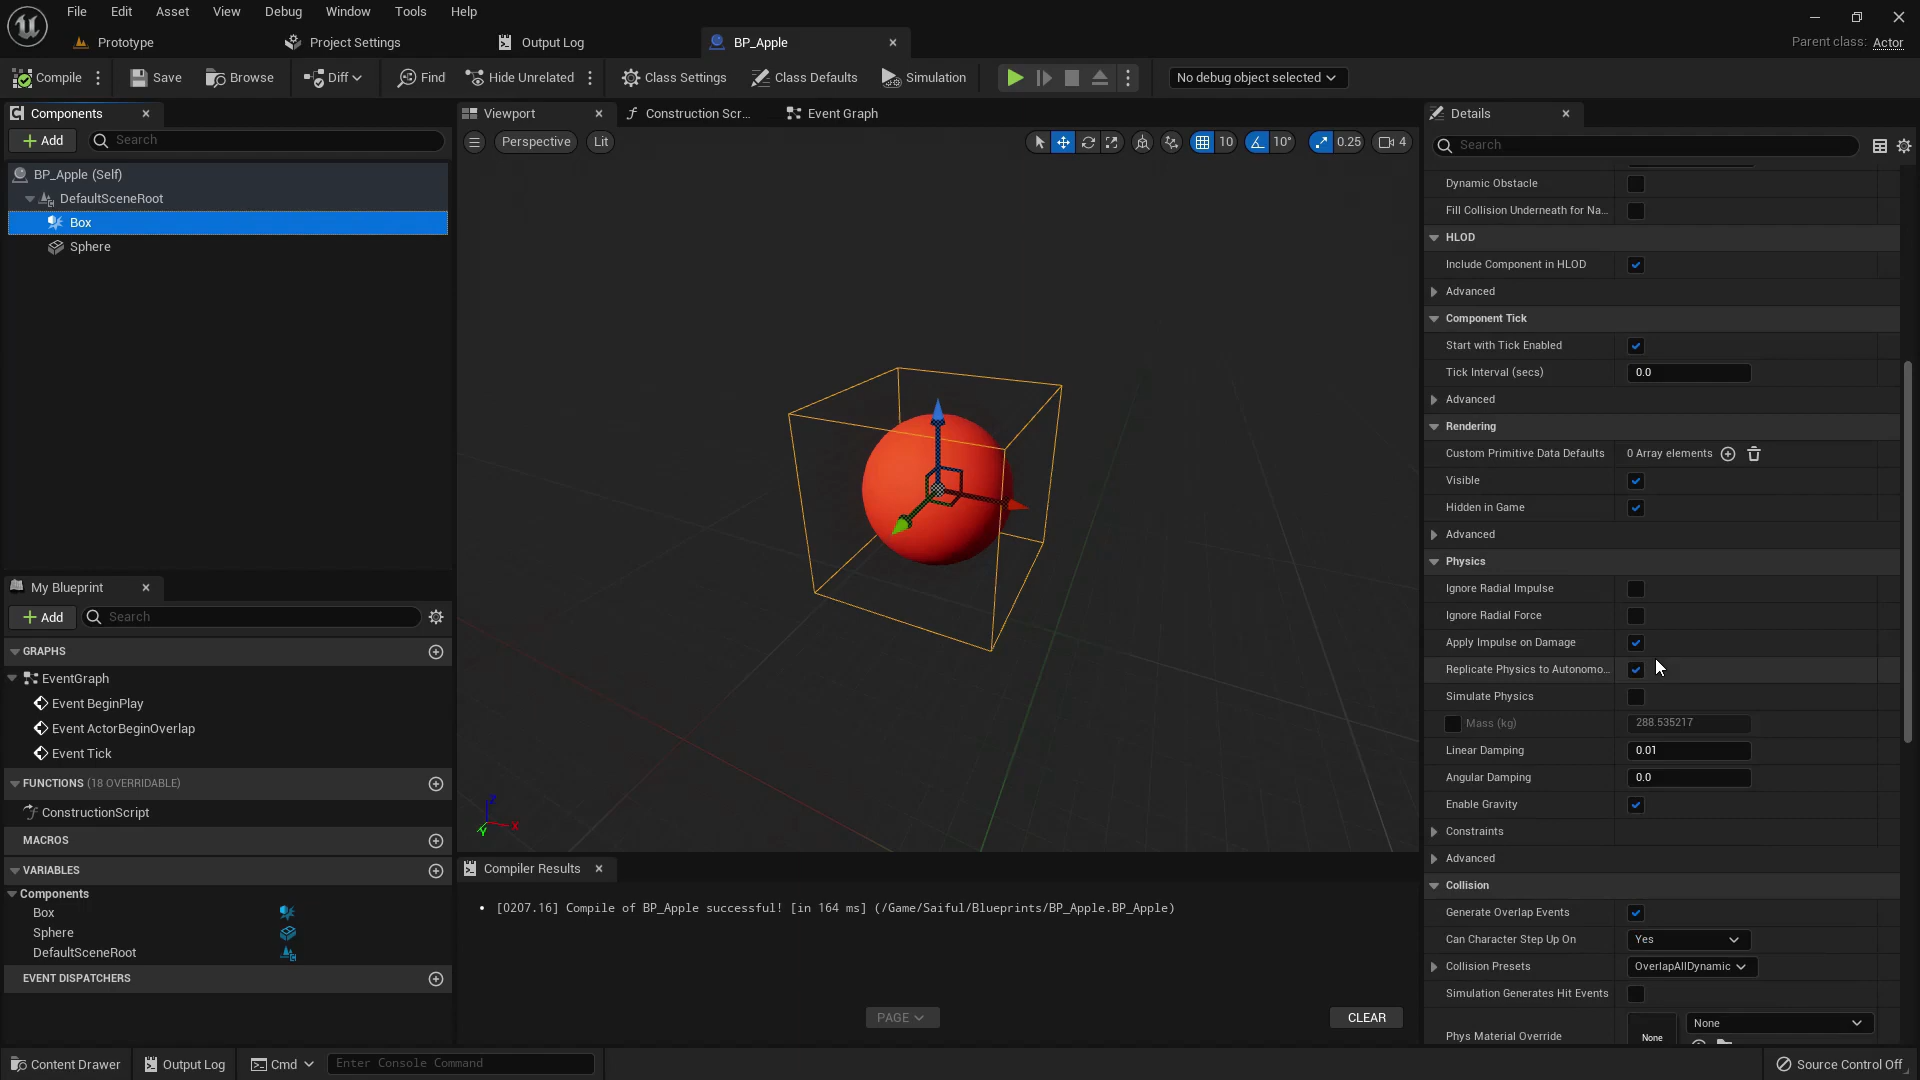 File Edit Asset View Debug Window Tools Help
Prototype Project Settings Output Log BP_Apple
Parent class: Actor
Compile Save Browse Diff Find Hide Unrelated Class Settings Class Defaults Simulation No debug object selected
Components
Add Search
BP_Apple (Self)
DefaultSceneRoot
Box
Sphere
My Blueprint
Add Search
GRAPHS
EventGraph
Event BeginPlay
Event ActorBeginOverlap
Event Tick
FUNCTIONS (18 OVERRIDABLE)
ConstructionScript
MACROS
VARIABLES
Components
Box
Sphere
DefaultSceneRoot
EVENT DISPATCHERS
Viewport Construction Scr... Event Graph
Perspective Lit 10 10° 0.25 4
Z
X
Y
Compiler Results
• [0207.16] Compile of BP_Apple successful! [in 164 ms] (/Game/Saiful/Blueprints/BP_Apple.BP_Apple)
PAGE CLEAR
Details
Search
Dynamic Obstacle
Fill Collision Underneath for Na...
HLOD
Include Component in HLOD
Advanced
Component Tick
Start with Tick Enabled
Tick Interval (secs) 0.0
Advanced
Rendering
Custom Primitive Data Defaults 0 Array elements
Visible
Hidden in Game
Advanced
Physics
Ignore Radial Impulse
Ignore Radial Force
Apply Impulse on Damage
Replicate Physics to Autonomo...
Simulate Physics
Mass (kg) 288.535217
Linear Damping 0.01
Angular Damping 0.0
Enable Gravity
Constraints
Advanced
Collision
Generate Overlap Events
Can Character Step Up On Yes
Collision Presets OverlapAllDynamic
Simulation Generates Hit Events
Phys Material Override None None
Content Drawer Output Log Cmd Enter Console Command Source Control Off